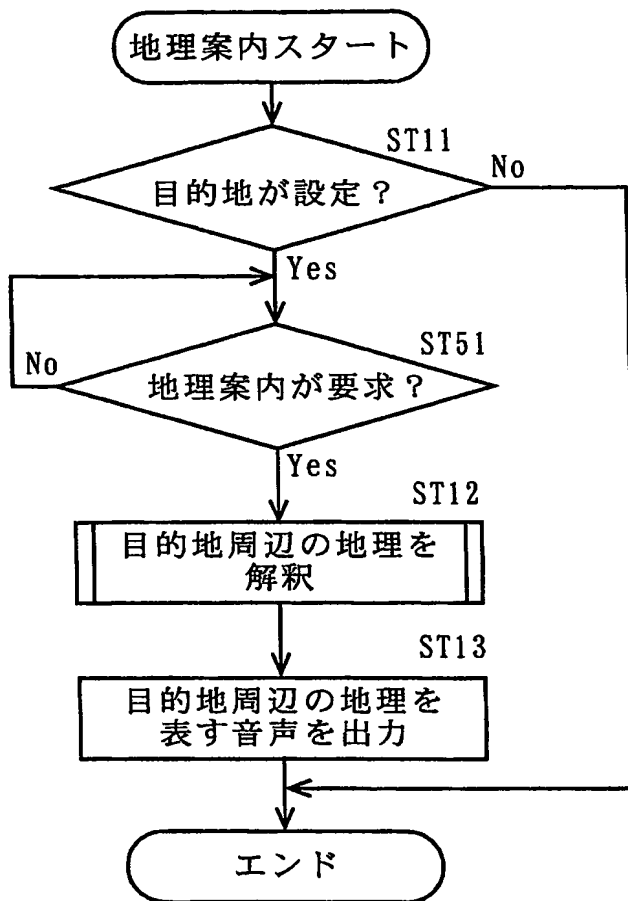 地理案内スタート
ST11
目的地が設定？
No
Yes
ST51
地理案内が要求？
No
Yes
ST12
目的地周辺の地理を
解釈
ST13
目的地周辺の地理を
表す音声を出力
エンド